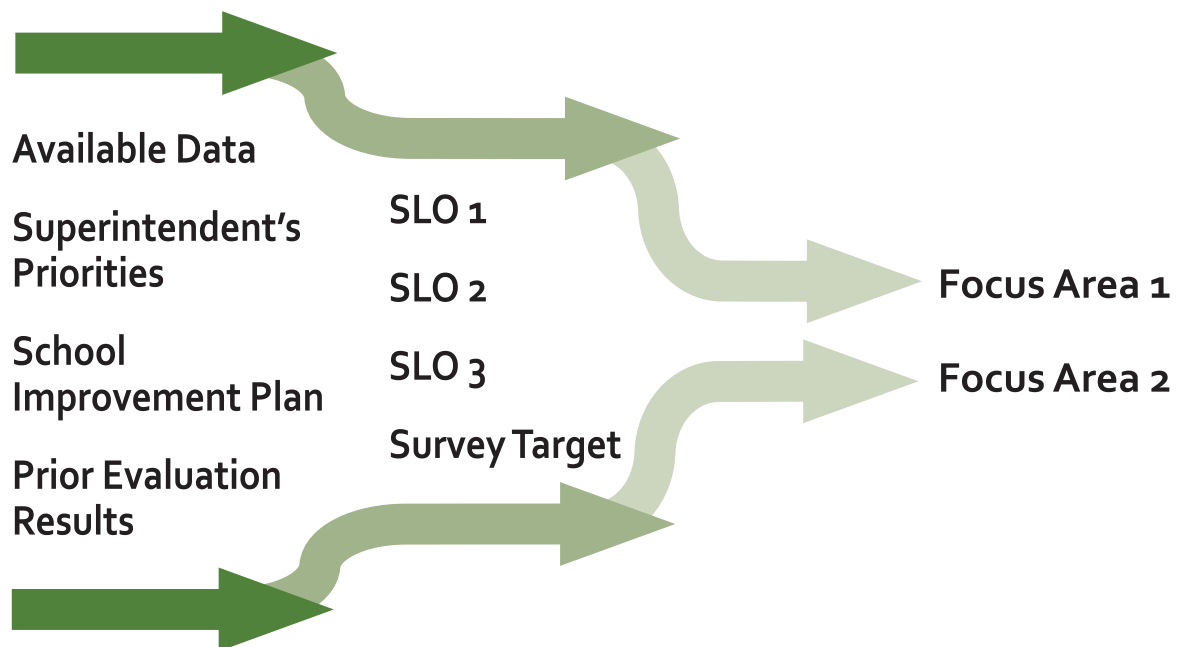 Available Data
Superintendent’s
Priorities
School
Improvement Plan
Prior Evaluation
Results
SLO 1
SLO 2
SLO 3
Survey Target
Focus Area 1
Focus Area 2